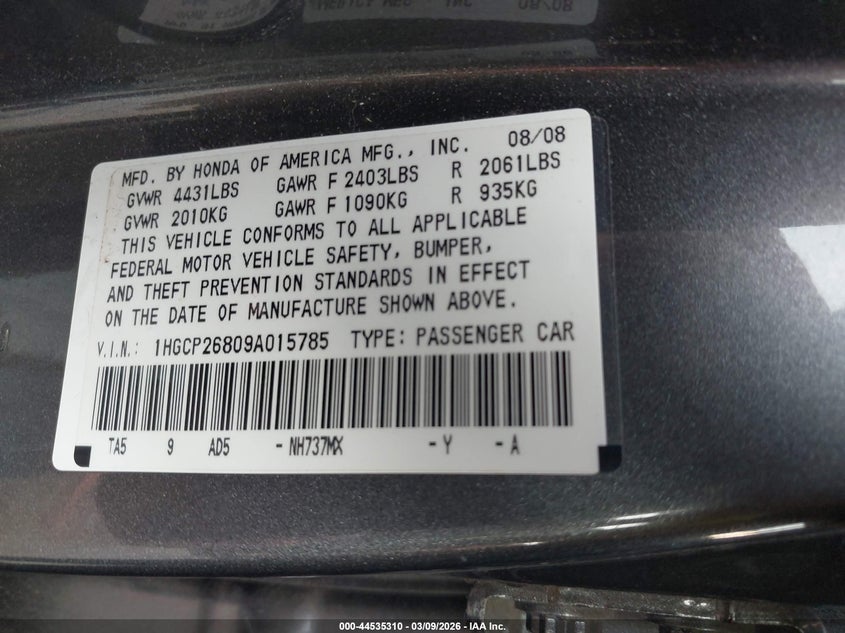 08/08
MFD. BY HONDA OF AMERICA MFG., INC. 08/08
GVWR 4431LBS GAWR F 2403LBS R 2061LBS
GVWR 2010KG GAWR F 1090KG R 935KG
THIS VEHICLE CONFORMS TO ALL APPLICABLE
FEDERAL MOTOR VEHICLE SAFETY, BUMPER,
AND THEFT PREVENTION STANDARDS IN EFFECT
ON THE DATE OF MANUFACTURE SHOWN ABOVE.
V.I.N.: 1HGCP26809A015785 TYPE: PASSENGER CAR
TA5 9 AD5 - NH737MX - Y - A
000-44535310 | 03/09/2026 | IAA Inc.